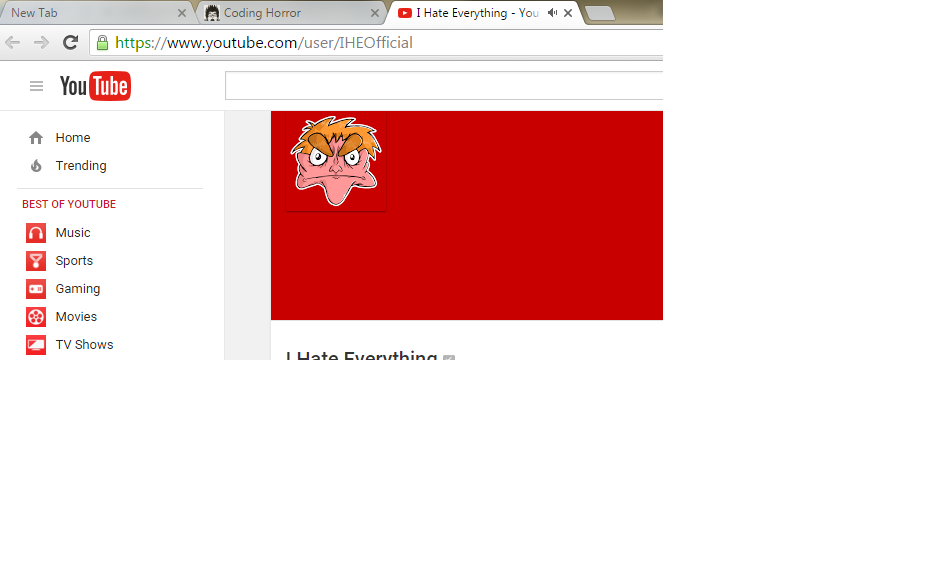 New Tab
Coding Horror
I Hate Everything - You
https://www.youtube.com/user/IHEOfficial
YouTube
Home
Trending
BEST OF YOUTUBE
Music
Sports
Gaming
Movies
TV Shows
I Hate Everything